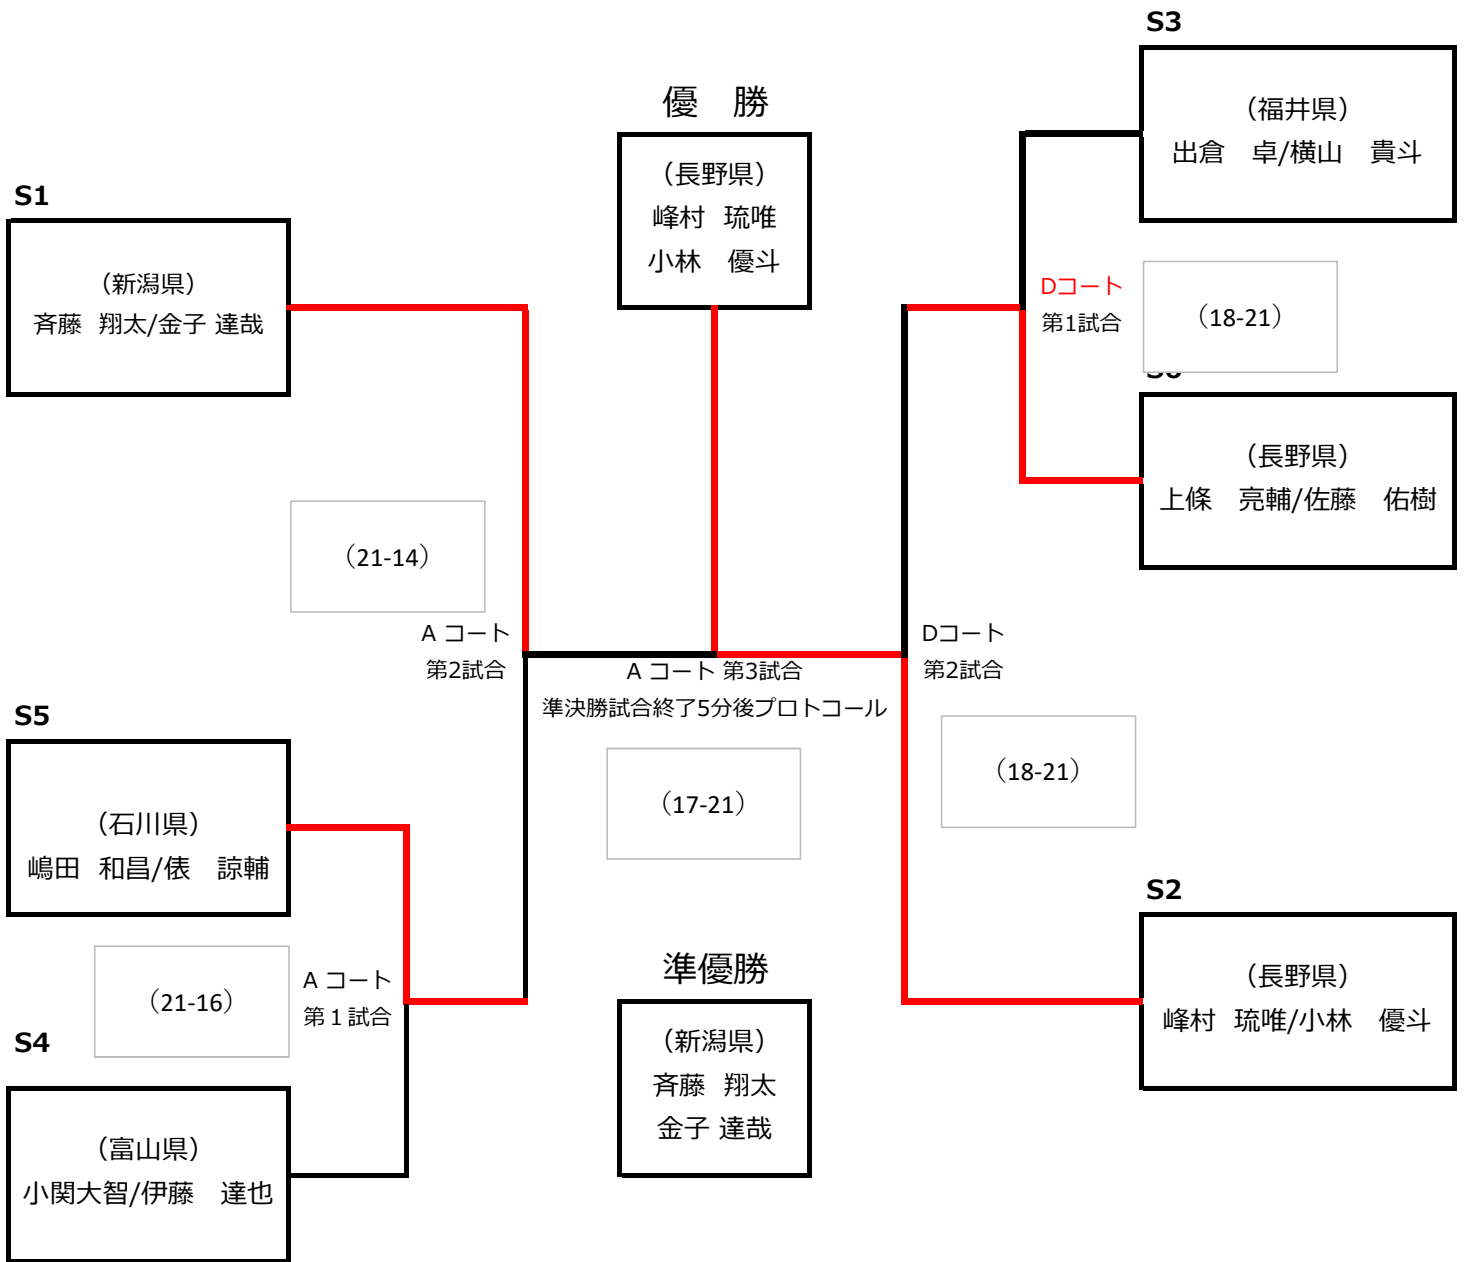 S3
（福井県）
出倉　卓/横山　貴斗
優　勝
（長野県）
峰村 琉唯
小林　優斗
S1
（新潟県）
斉藤 翔太/金子 達哉
Dコート
第1試合
（18-21）
（長野県）
上條　亮輔/佐藤　佑樹
（21-14）
A コート
第2試合
A コート 第3試合
準決勝試合終了5分後プロトコール
（17-21）
Dコート
第2試合
（18-21）
S5
（石川県）
嶋田 和昌/俵　諒輔
（21-16）
A コート
第１試合
S4
（富山県）
小関大智/伊藤　達也
準優勝
（新潟県）
斉藤 翔太
金子 達哉
S2
（長野県）
峰村 琉唯/小林　優斗